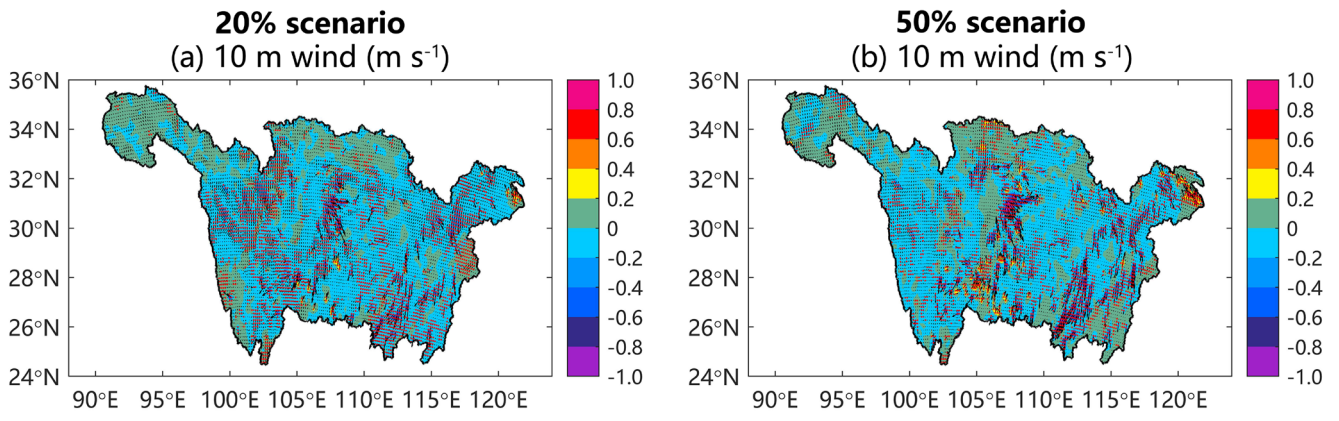 20% scenario
(a) 10 m wind (m s-1)
36°N
34°N
32°N
30°N
28°N
26°N
24°N
90°E 95°E 100°E 105°E 110°E 115°E 120°E
1.0
0.8
0.6
0.4
0.2
0
-0.2
-0.4
-0.6
-0.8
-1.0
50% scenario
(b) 10 m wind (m s-1)
36°N
34°N
32°N
30°N
28°N
26°N
24°N
90°E 95°E 100°E 105°E 110°E 115°E 120°E
1.0
0.8
0.6
0.4
0.2
0
-0.2
-0.4
-0.6
-0.8
-1.0